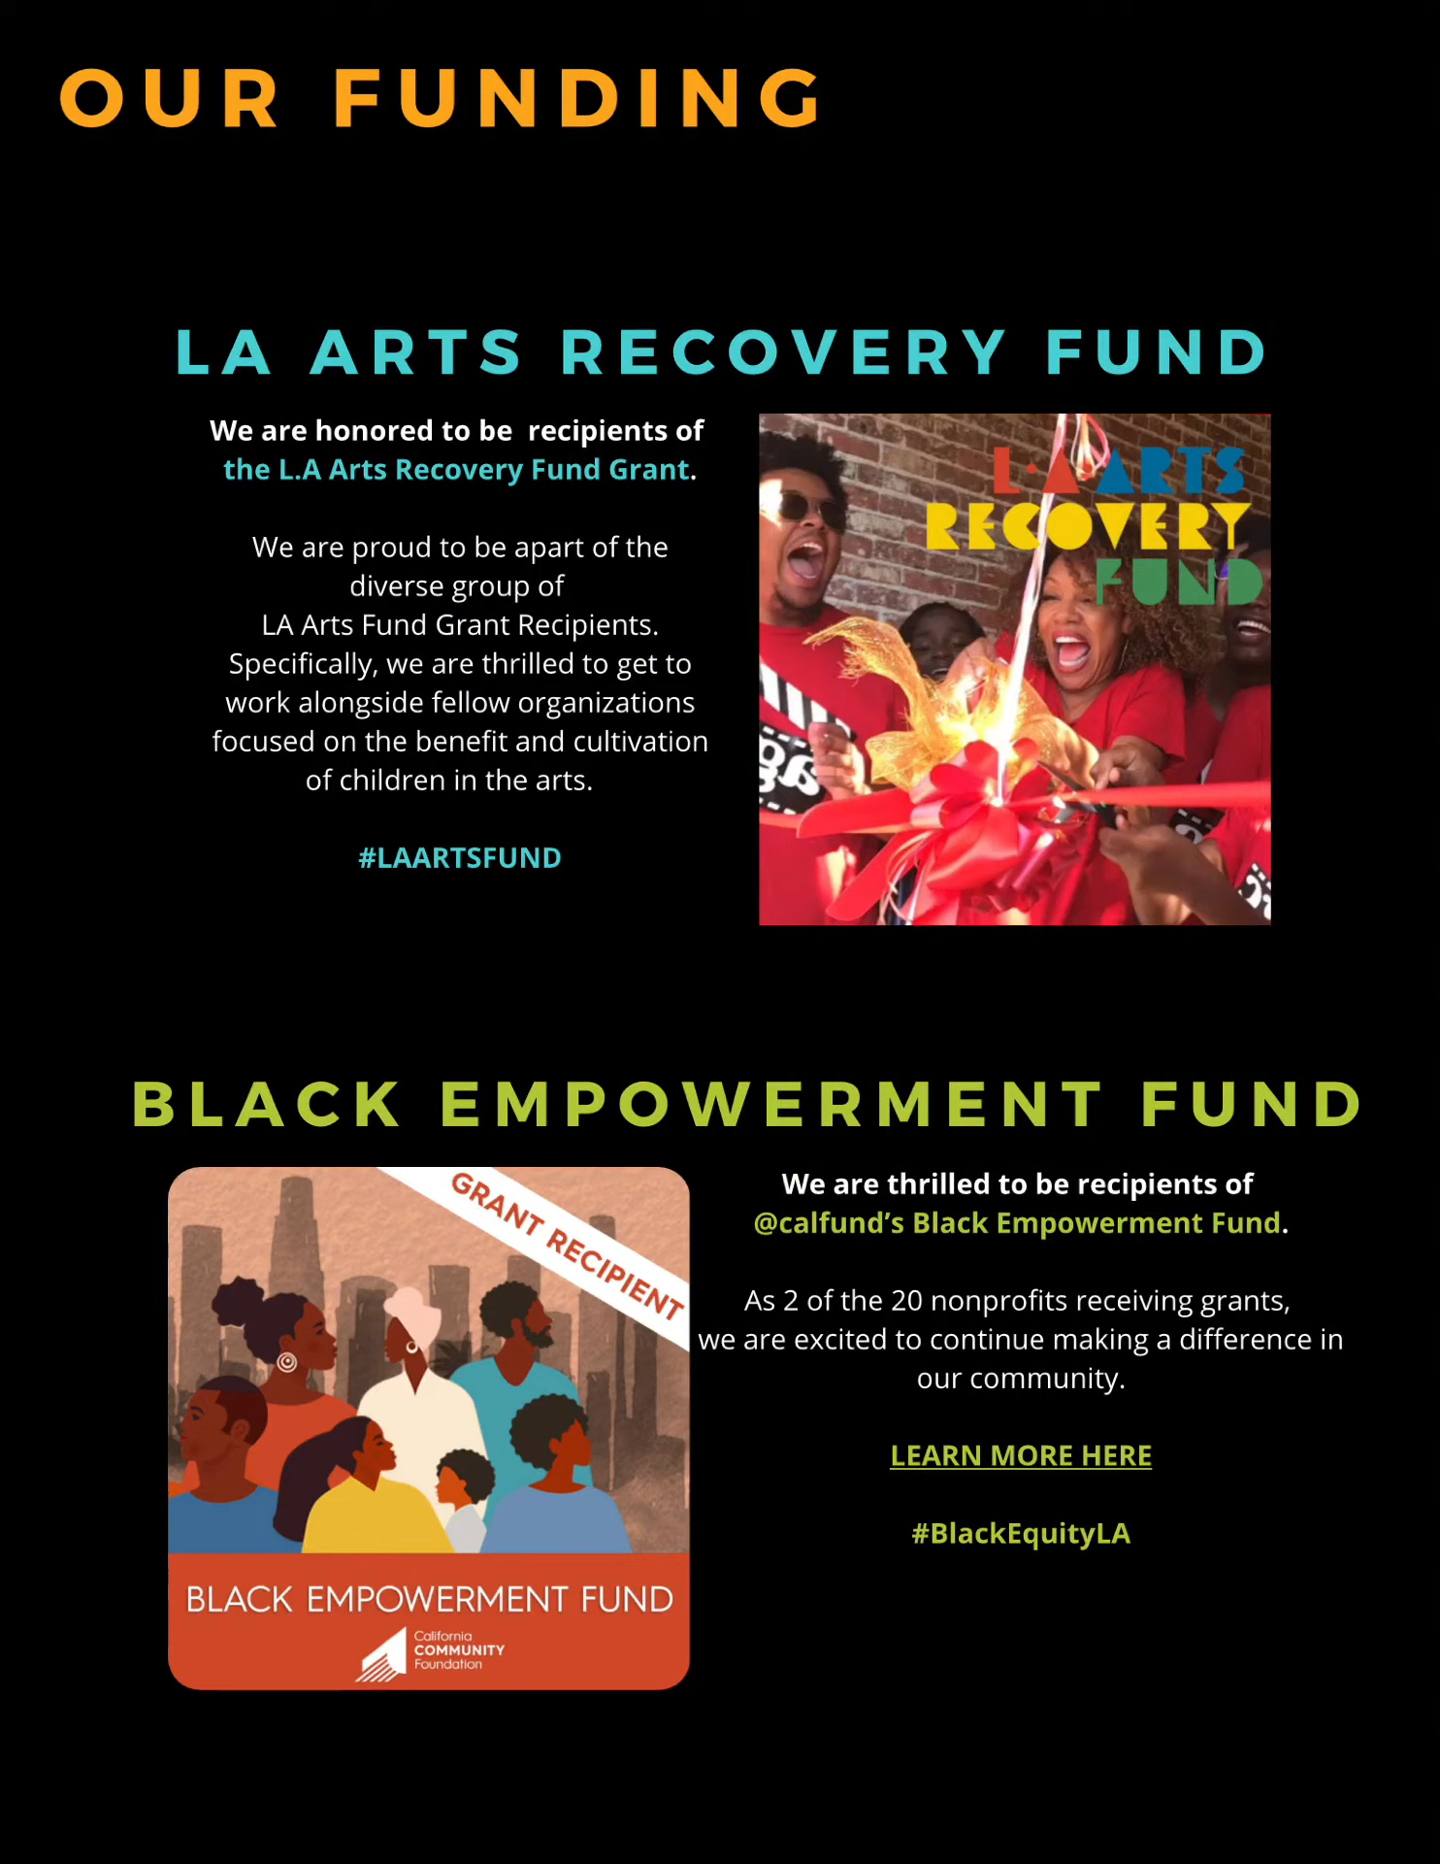 OUR FUNDING
LA ARTS RECOVERY FUND
We are honored to be  recipients of
the L.A Arts Recovery Fund Grant.
We are proud to be apart of the
diverse group of
LA Arts Fund Grant Recipients.
Specifically, we are thrilled to get to
work alongside fellow organizations
focused on the benefit and cultivation
of children in the arts.
#LAARTSFUND
L·A ARTS
RECOVERY
FUND
BLACK EMPOWERMENT FUND
GRANT RECIPIENT
BLACK EMPOWERMENT FUND
California
COMMUNITY
Foundation
We are thrilled to be recipients of
@calfund’s Black Empowerment Fund.
As 2 of the 20 nonprofits receiving grants,
we are excited to continue making a difference in
our community.
LEARN MORE HERE
#BlackEquityLA